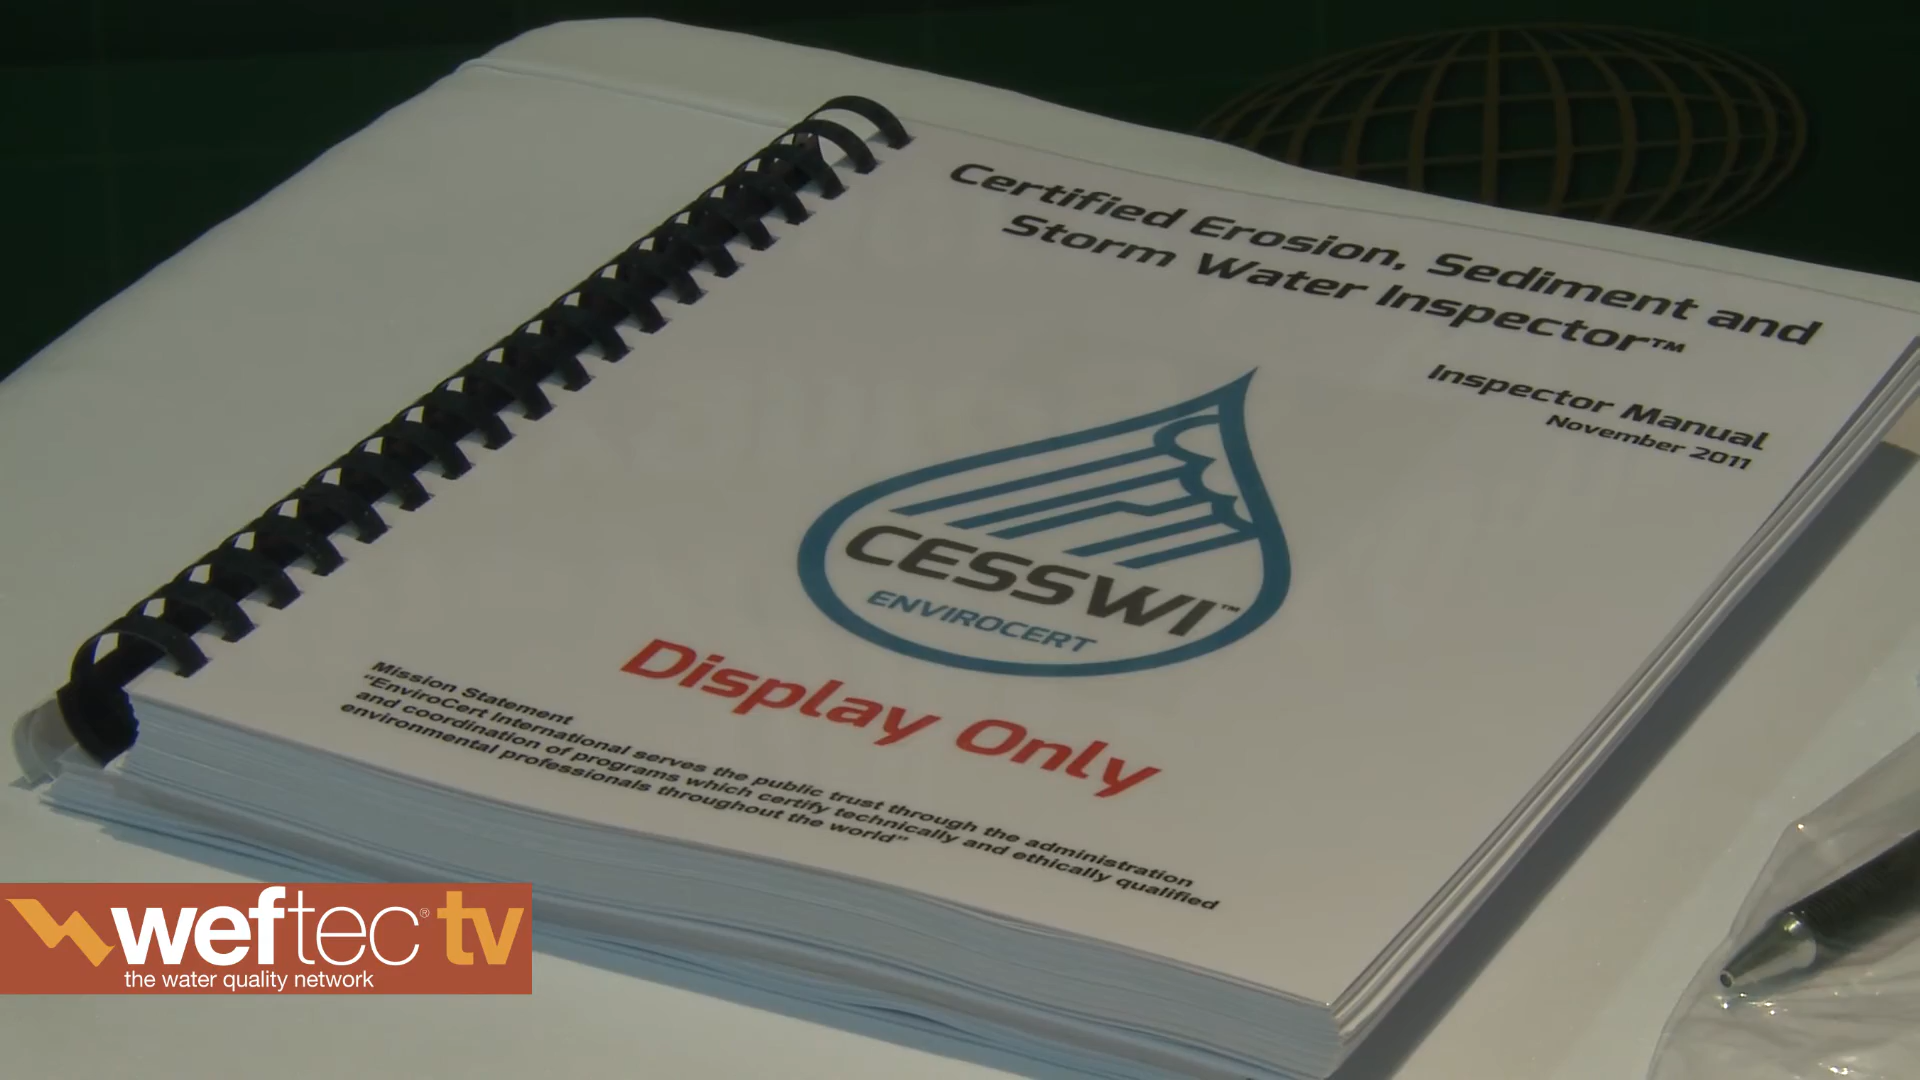 Certified Erosion, Sediment and
Storm Water Inspector™
Inspector Manual
November 2011
CESSWI™
ENVIROCERT
Display Only
Mission Statement
“EnviroCert International serves the public trust through the administration
and coordination of programs which certify technically and ethically qualified
environmental professionals throughout the world”
weftec® tv
the water quality network